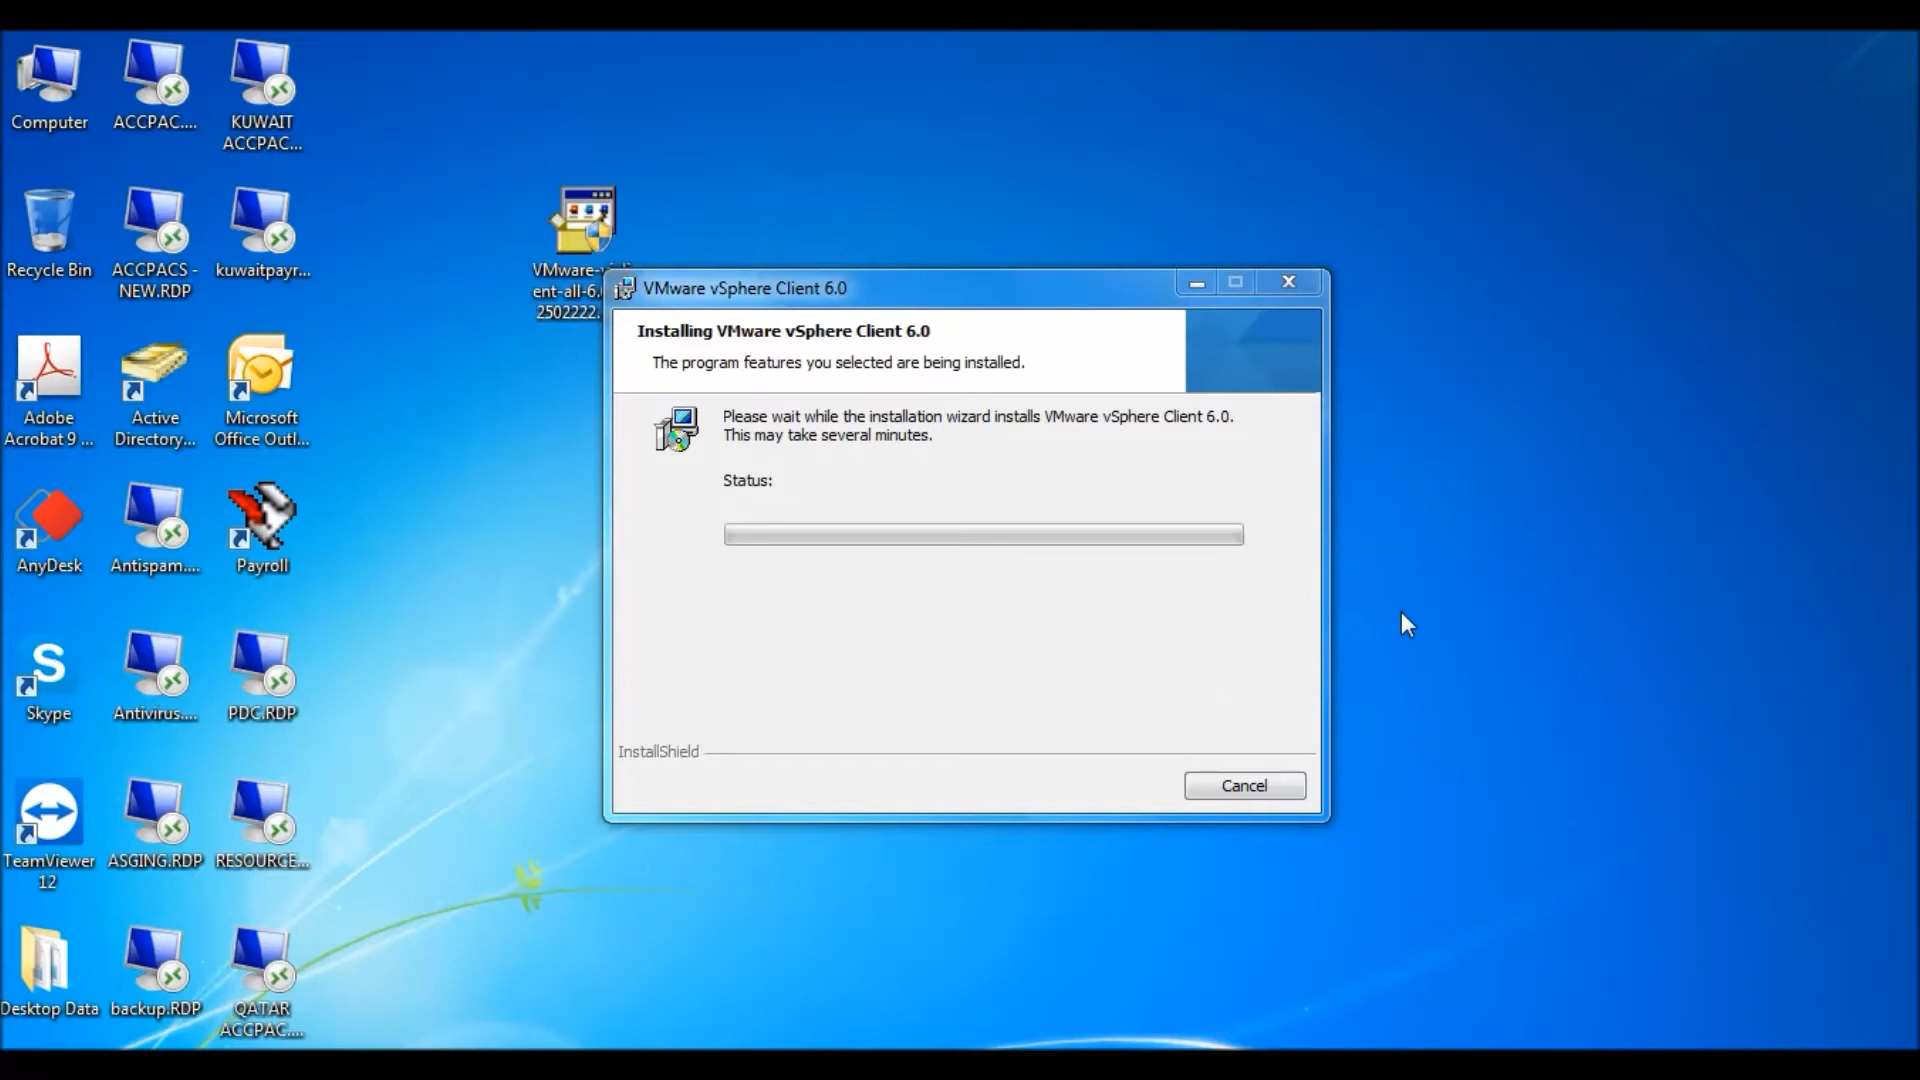 Computer
ACCPAC....
KUWAIT
ACCPAC...
Recycle Bin
ACCPACS -
NEW.RDP
kuwaitpayr...
Adobe
Acrobat 9 ...
Active
Directory...
Microsoft
Office Outl...
AnyDesk
Antispam....
Payroll
Skype
Antivirus....
PDC.RDP
TeamViewer
12
ASGING.RDP
RESOURCE...
Desktop Data
backup.RDP
QATAR
ACCPAC....
ent-all-6.
2502222.
VMware vSphere Client 6.0
Installing VMware vSphere Client 6.0
The program features you selected are being installed.
Please wait while the installation wizard installs VMware vSphere Client 6.0.
This may take several minutes.
Status:
InstallShield
Cancel